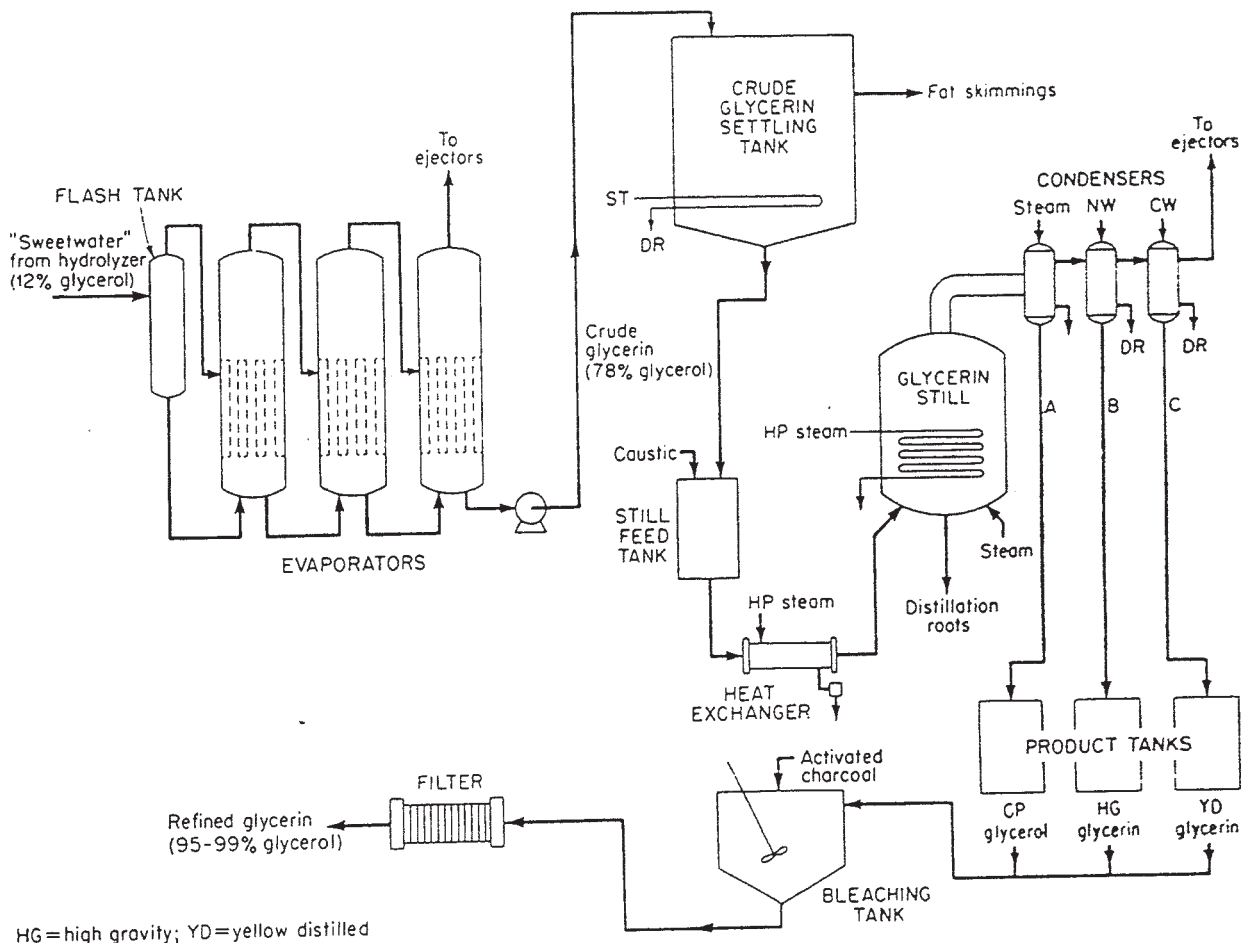 To
ejectors
FLASH TANK
"Sweetwater"
from hydrolyzer
(12% glycerol)
EVAPORATORS
Crude
glycerin
(78% glycerol)
CRUDE
GLYCERIN
SETTLING
TANK
Fat skimmings
ST
DR
To
ejectors
CONDENSERS
Steam NW CW
DR
DR
A
B
C
GLYCERIN
STILL
HP steam
Steam
Distillation
roots
Caustic
STILL
FEED
TANK
HP steam
HEAT
EXCHANGER
PRODUCT TANKS
CP
glycerol
HG
glycerin
YD
glycerin
Activated
charcoal
BLEACHING
TANK
FILTER
Refined glycerin
(95-99% glycerol)
HG=high gravity; YD=yellow distilled